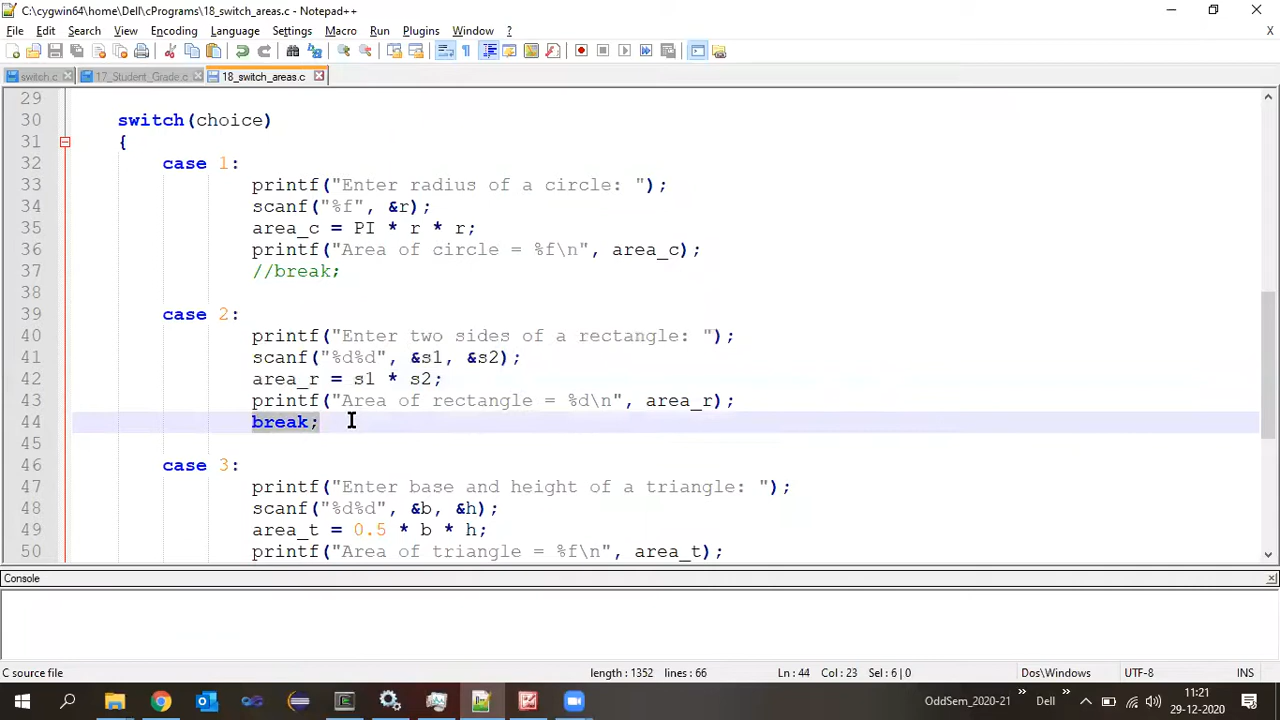 C:\cygwin64\home\Dell\cPrograms\18_switch_areas.c - Notepad++
File Edit Search View Encoding Language Settings Macro Run Plugins Window ? X
switch.c 17_Student_Grade.c 18_switch_areas.c
29
30 switch(choice)
31 {
32 case 1:
33 printf("Enter radius of a circle: ");
34 scanf("%f", &r);
35 area_c = PI * r * r;
36 printf("Area of circle = %f\n", area_c);
37 //break;
38
39 case 2:
40 printf("Enter two sides of a rectangle: ");
41 scanf("%d%d", &s1, &s2);
42 area_r = s1 * s2;
43 printf("Area of rectangle = %d\n", area_r);
44 break;
45
46 case 3:
47 printf("Enter base and height of a triangle: ");
48 scanf("%d%d", &b, &h);
49 area_t = 0.5 * b * h;
50 printf("Area of triangle = %f\n", area_t);
Console
C source file length : 1352 lines : 66 Ln : 44 Col : 23 Sel : 6 | 0 Dos\Windows UTF-8 INS
OddSem_2020-21 » Dell » 11:21
29-12-2020